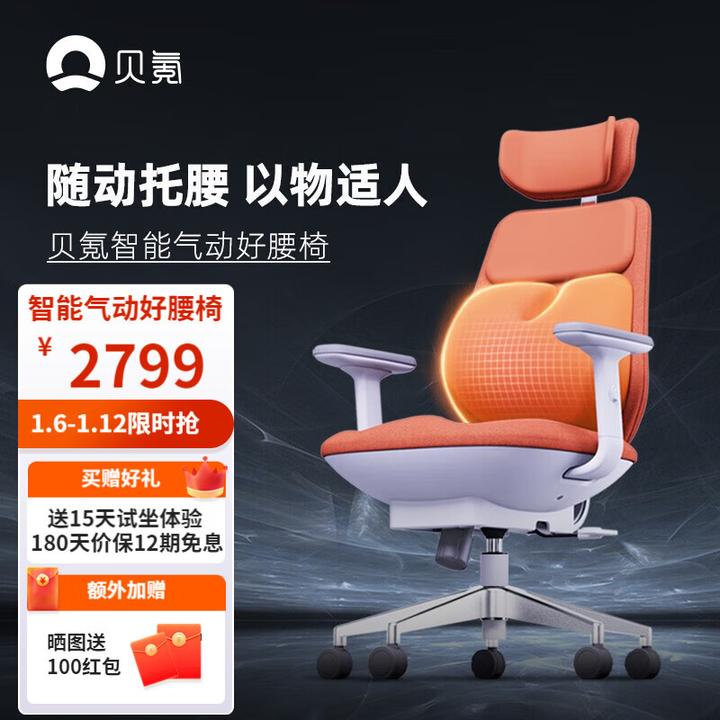 贝氪
随动托腰 以物适人
贝氪智能气动好腰椅
智能气动好腰椅
¥ 2799
1.6-1.12限时抢
买赠好礼
送15天试坐体验
180天价保12期免息
额外加赠
晒图送
100红包